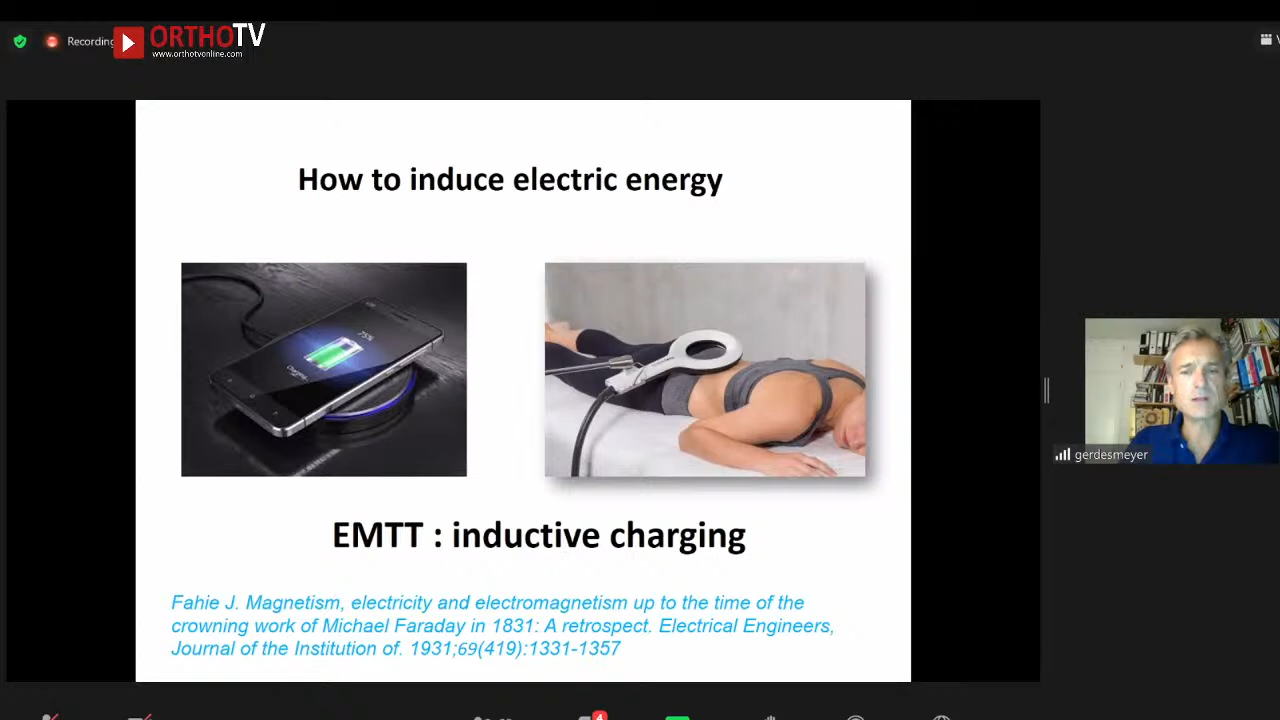 Recording
ORTHOTV
www.orthotvonline.com
How to induce electric energy
75%
EMTT : inductive charging
Fahie J. Magnetism, electricity and electromagnetism up to the time of the
crowning work of Michael Faraday in 1831: A retrospect. Electrical Engineers,
Journal of the Institution of. 1931;69(419):1331-1357
gerdesmeyer
4